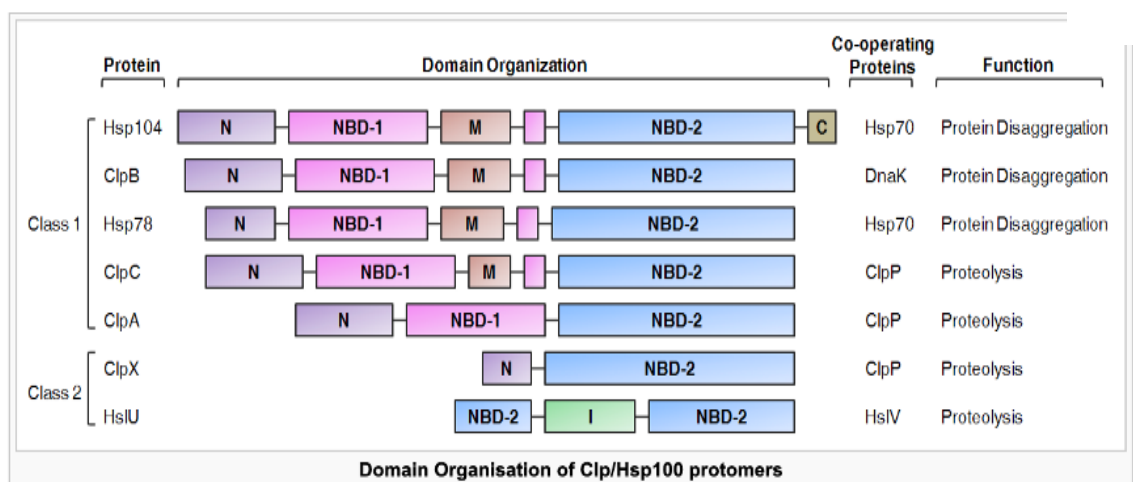 Protein Domain Organization Co-operating Proteins Function
Class 1
Hsp104 N NBD-1 M NBD-2 C Hsp70 Protein Disaggregation
ClpB N NBD-1 M NBD-2 DnaK Protein Disaggregation
Hsp78 N NBD-1 M NBD-2 Hsp70 Protein Disaggregation
ClpC N NBD-1 M NBD-2 ClpP Proteolysis
ClpA N NBD-1 NBD-2 ClpP Proteolysis
Class 2
ClpX N NBD-2 ClpP Proteolysis
HslU NBD-2 I NBD-2 HslV Proteolysis
Domain Organisation of Clp/Hsp100 protomers